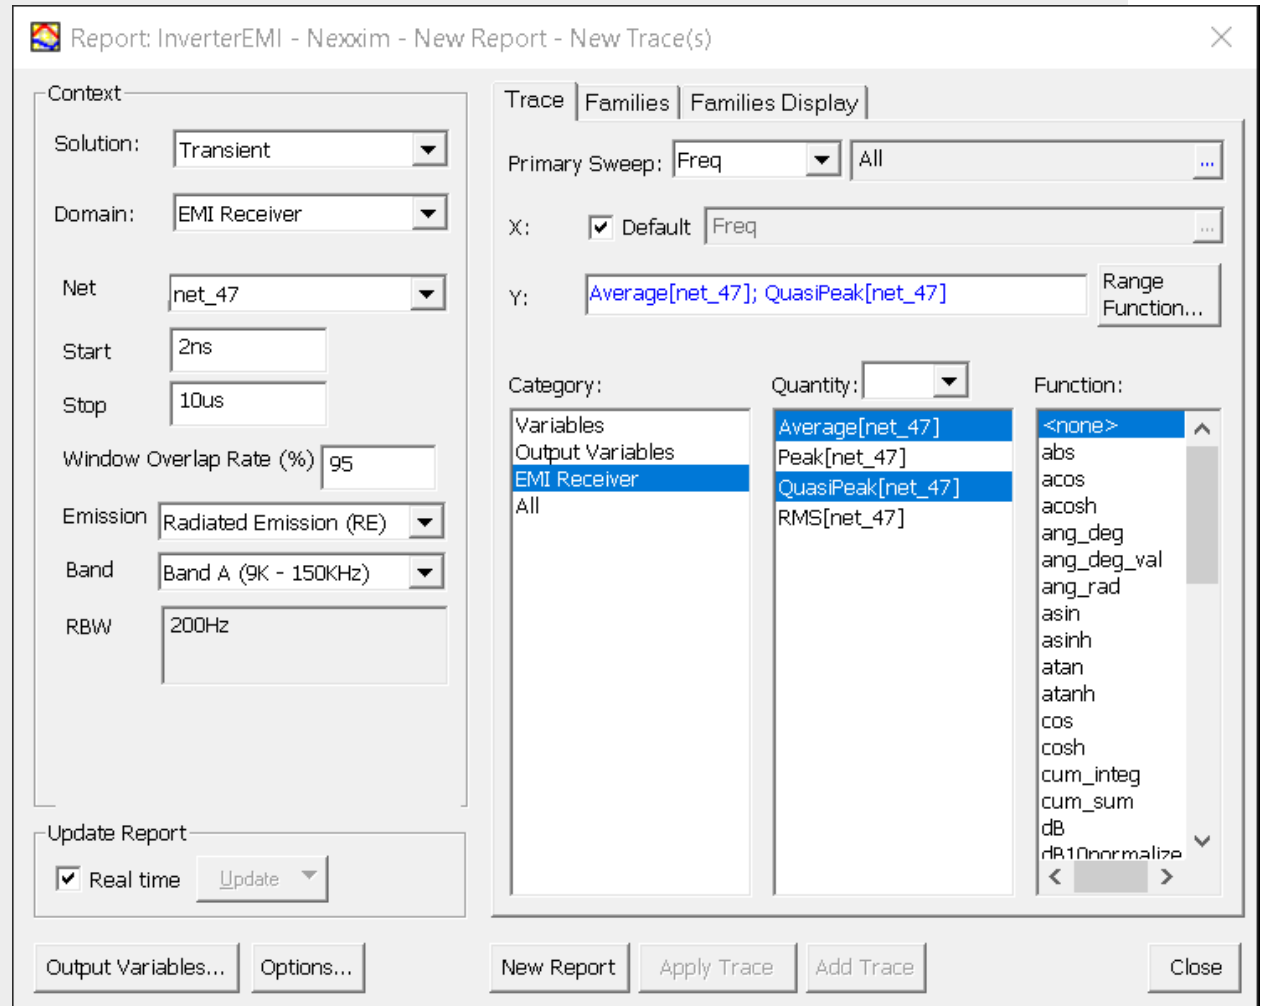 Report: InverterEMI - Nexxim - New Report - New Trace(s)
Context
Solution: Transient
Domain: EMI Receiver
Net net_47
Start 2ns
Stop 10us
Window Overlap Rate (%) 95
Emission Radiated Emission (RE)
Band Band A (9K - 150KHz)
RBW 200Hz
Update Report
Real time Update
Output Variables... Options...
Trace Families Families Display
Primary Sweep: Freq All ...
X: Default Freq ...
Y: Average[net_47]; QuasiPeak[net_47] Range Function...
Category:
Variables
Output Variables
EMI Receiver
All
Quantity:
Average[net_47]
Peak[net_47]
QuasiPeak[net_47]
RMS[net_47]
Function:
<none>
abs
acos
acosh
ang_deg
ang_deg_val
ang_rad
asin
asinh
atan
atanh
cos
cosh
cum_integ
cum_sum
dB
dB10normalize
New Report Apply Trace Add Trace Close